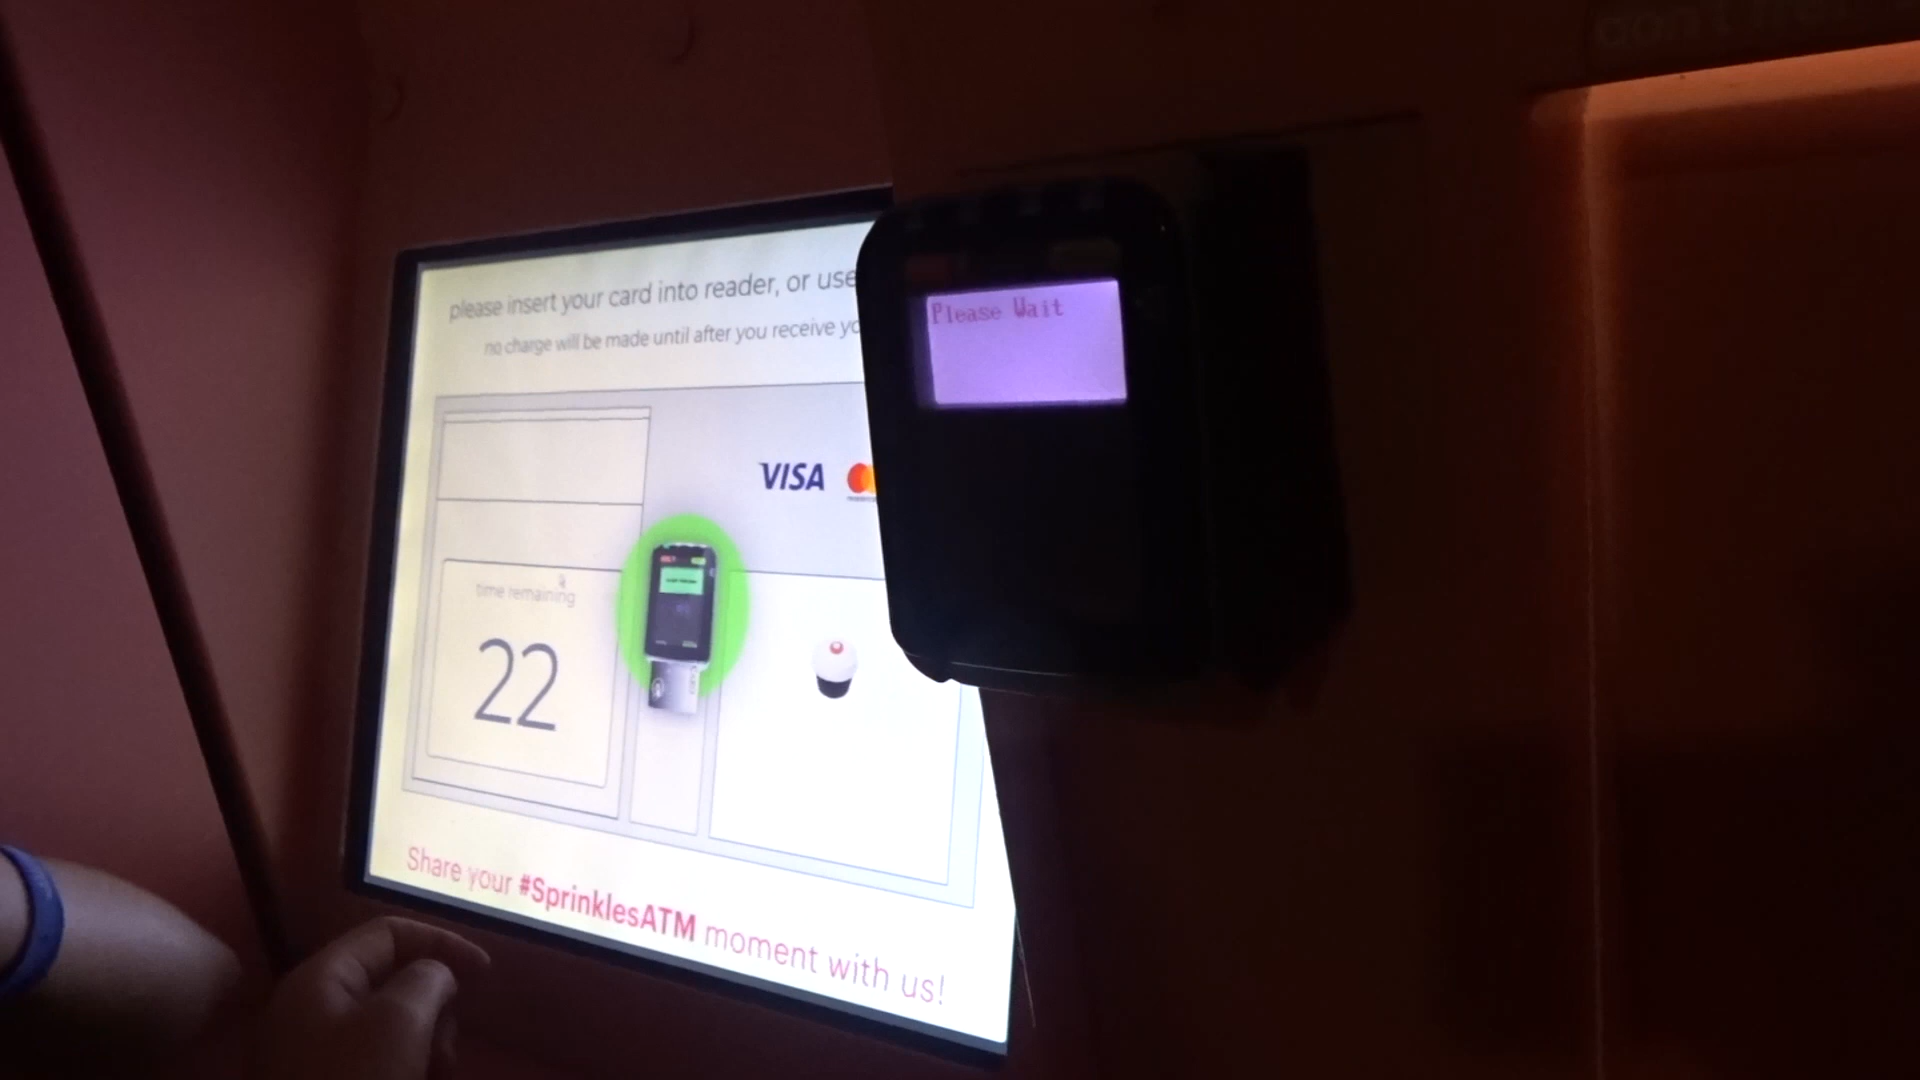 please insert your card into reader, or use
no charge will be made until after you receive
Please Wait
VISA
time remaining
22
Share your #SprinklesATM moment with us!